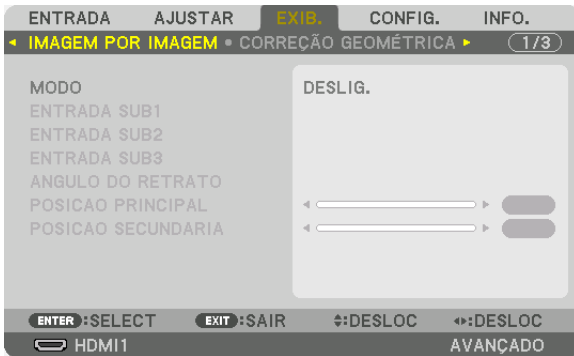 ENTRADA AJUSTAR EXIB. CONFIG. INFO.
IMAGEM POR IMAGEM • CORREÇÃO GEOMÉTRICA 1/3
MODO DESLIG.
ENTRADA SUB1
ENTRADA SUB2
ENTRADA SUB3
ANGULO DO RETRATO
POSICAO PRINCIPAL
POSICAO SECUNDARIA
ENTER :SELECT EXIT :SAIR :DESLOC :DESLOC
HDMI1 AVANÇADO